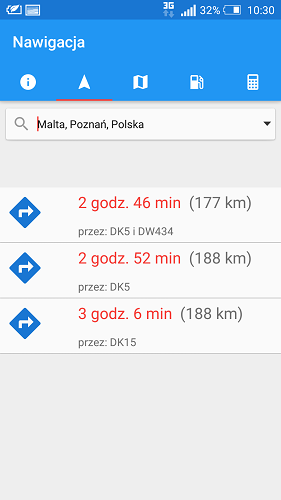 3G 32% 10:30
Nawigacja
Malta, Poznań, Polska
2 godz. 46 min (177 km)
przez: DK5 i DW434
2 godz. 52 min (188 km)
przez: DK5
3 godz. 6 min (188 km)
przez: DK15